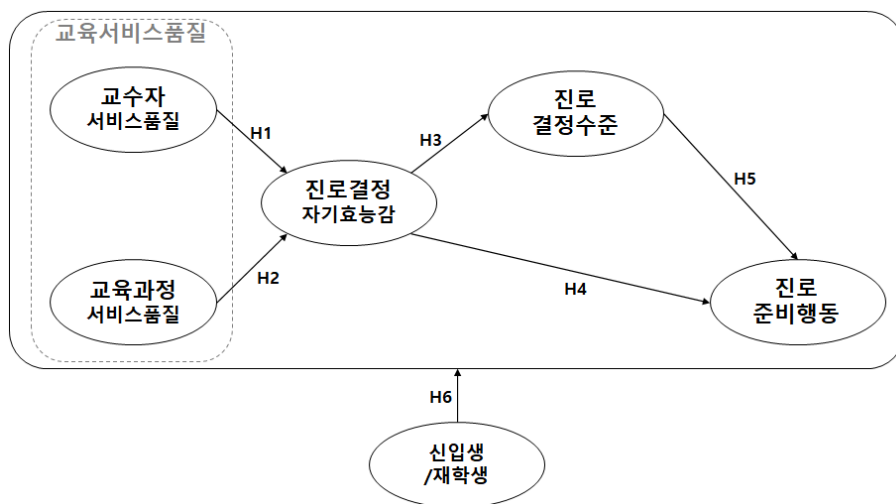 교육서비스품질
교수자
서비스품질
H1
진로
결정수준
H3
진로결정
자기효능감
H5
H2
교육과정
서비스품질
H4
진로
준비행동
H6
신입생
/재학생